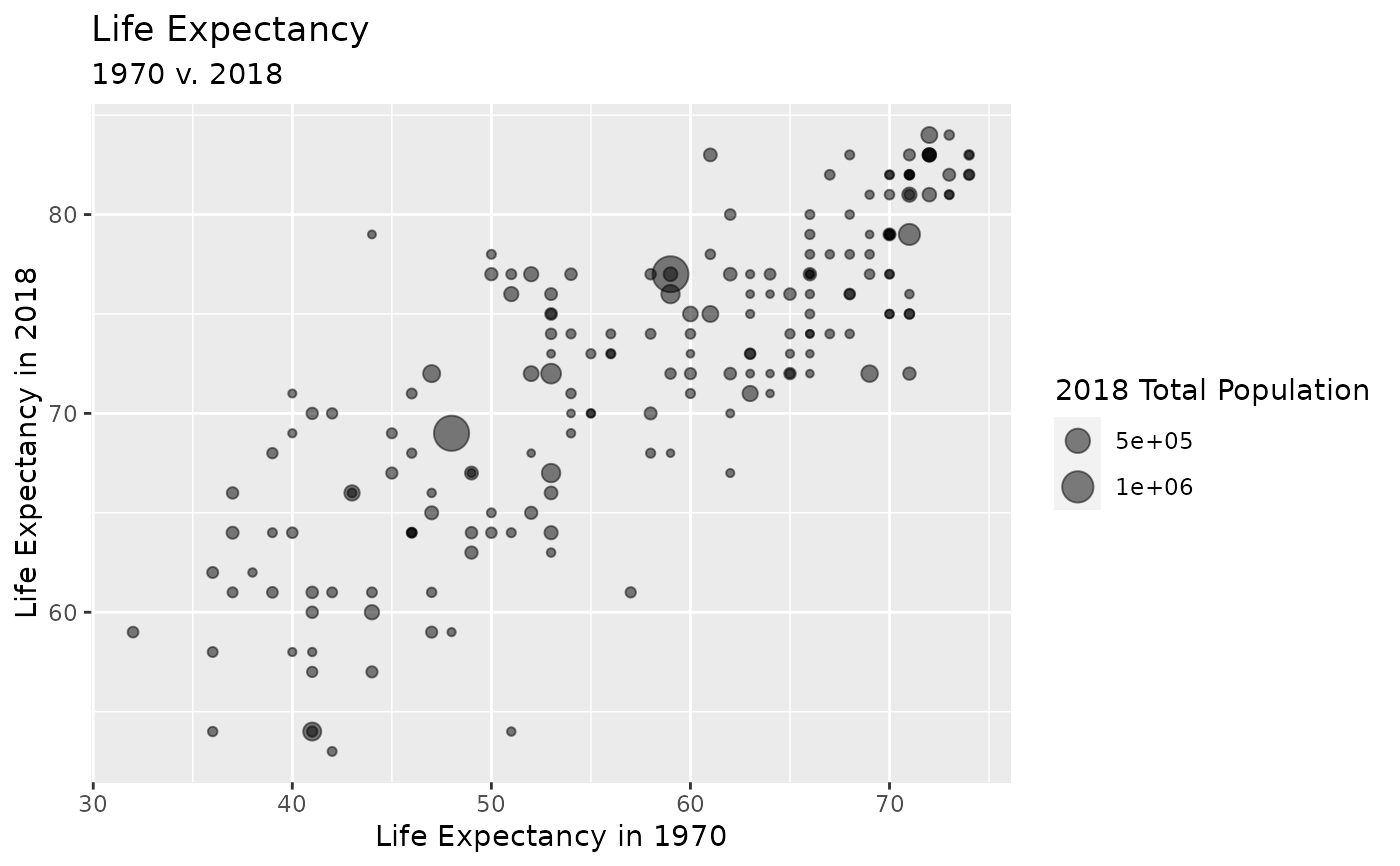 Life Expectancy
1970 v. 2018
Life Expectancy in 2018
80
70
60
30 40 50 60 70
Life Expectancy in 1970
2018 Total Population
5e+05
1e+06